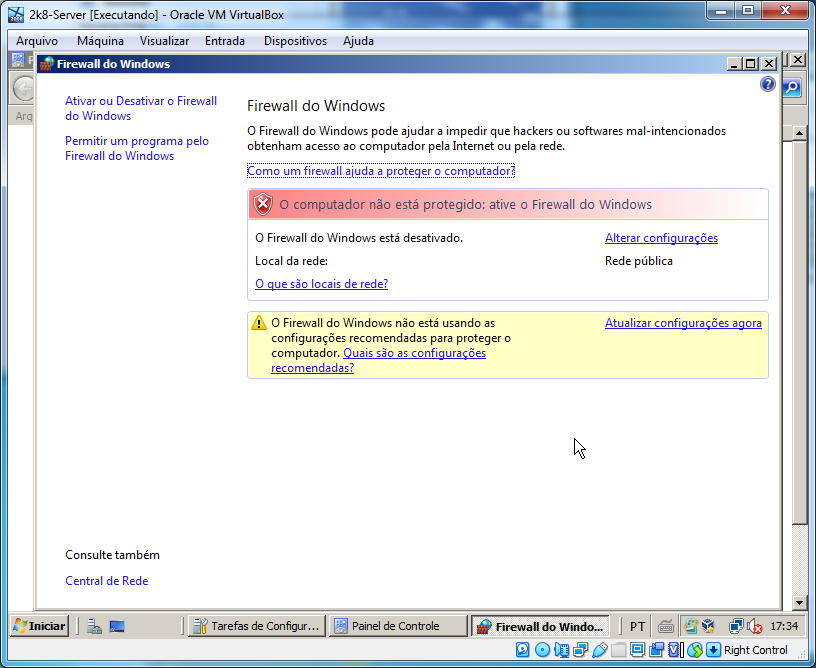 2k8-Server [Executando] - Oracle VM VirtualBox
Arquivo Máquina Visualizar Entrada Dispositivos Ajuda
Firewall do Windows
Arq
Ativar ou Desativar o Firewall
do Windows
Permitir um programa pelo
Firewall do Windows
Firewall do Windows
O Firewall do Windows pode ajudar a impedir que hackers ou softwares mal-intencionados
obtenham acesso ao computador pela Internet ou pela rede.
Como um firewall ajuda a proteger o computador?
O computador não está protegido: ative o Firewall do Windows
O Firewall do Windows está desativado. Alterar configurações
Local da rede: Rede pública
O que são locais de rede?
O Firewall do Windows não está usando as Atualizar configurações agora
configurações recomendadas para proteger o
computador. Quais são as configurações
recomendadas?
Consulte também
Central de Rede
Iniciar Tarefas de Configur... Painel de Controle Firewall do Windo... PT 17:34
Right Control